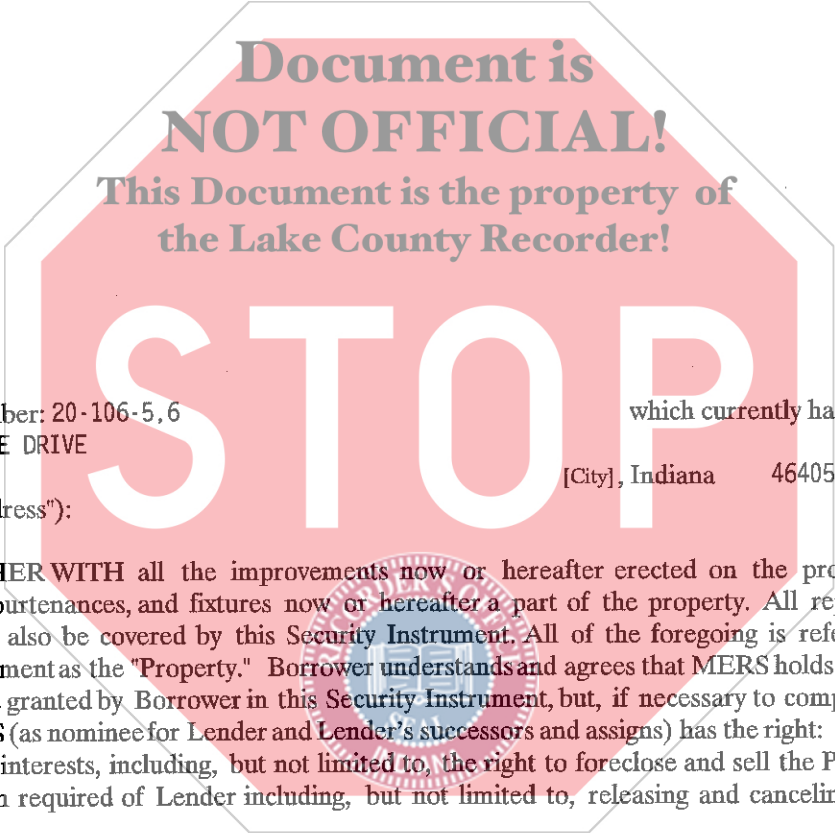 Document is
NOT OFFICIAL!
This Document is the property of
the Lake County Recorder!
STOP
ber: 20-106-5,6 which currently ha
E DRIVE
[City], Indiana 46405
ress"):
HER WITH all the improvements now or hereafter erected on the pro
purtenances, and fixtures now or hereafter a part of the property. All re
also be covered by this Security Instrument. All of the foregoing is refe
ment as the "Property." Borrower understands and agrees that MERS holds
granted by Borrower in this Security Instrument, but, if necessary to comp
S (as nominee for Lender and Lender's successors and assigns) has the right:
interests, including, but not limited to, the right to foreclose and sell the P
n required of Lender including, but not limited to, releasing and cancelin
RECORDER'S OFFICE
SEAL